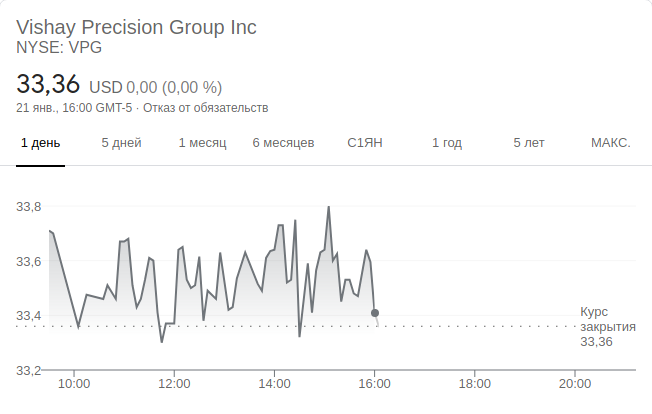 Vishay Precision Group Inc
NYSE: VPG
33,36 USD 0,00 (0,00 %)
21 янв., 16:00 GMT-5 · Отказ от обязательств
1 день 5 дней 1 месяц 6 месяцев С1ЯН 1 год 5 лет МАКС.
33,8
33,6
33,4
Курс
закрытия
33,36
33,2
10:00 12:00 14:00 16:00 18:00 20:00